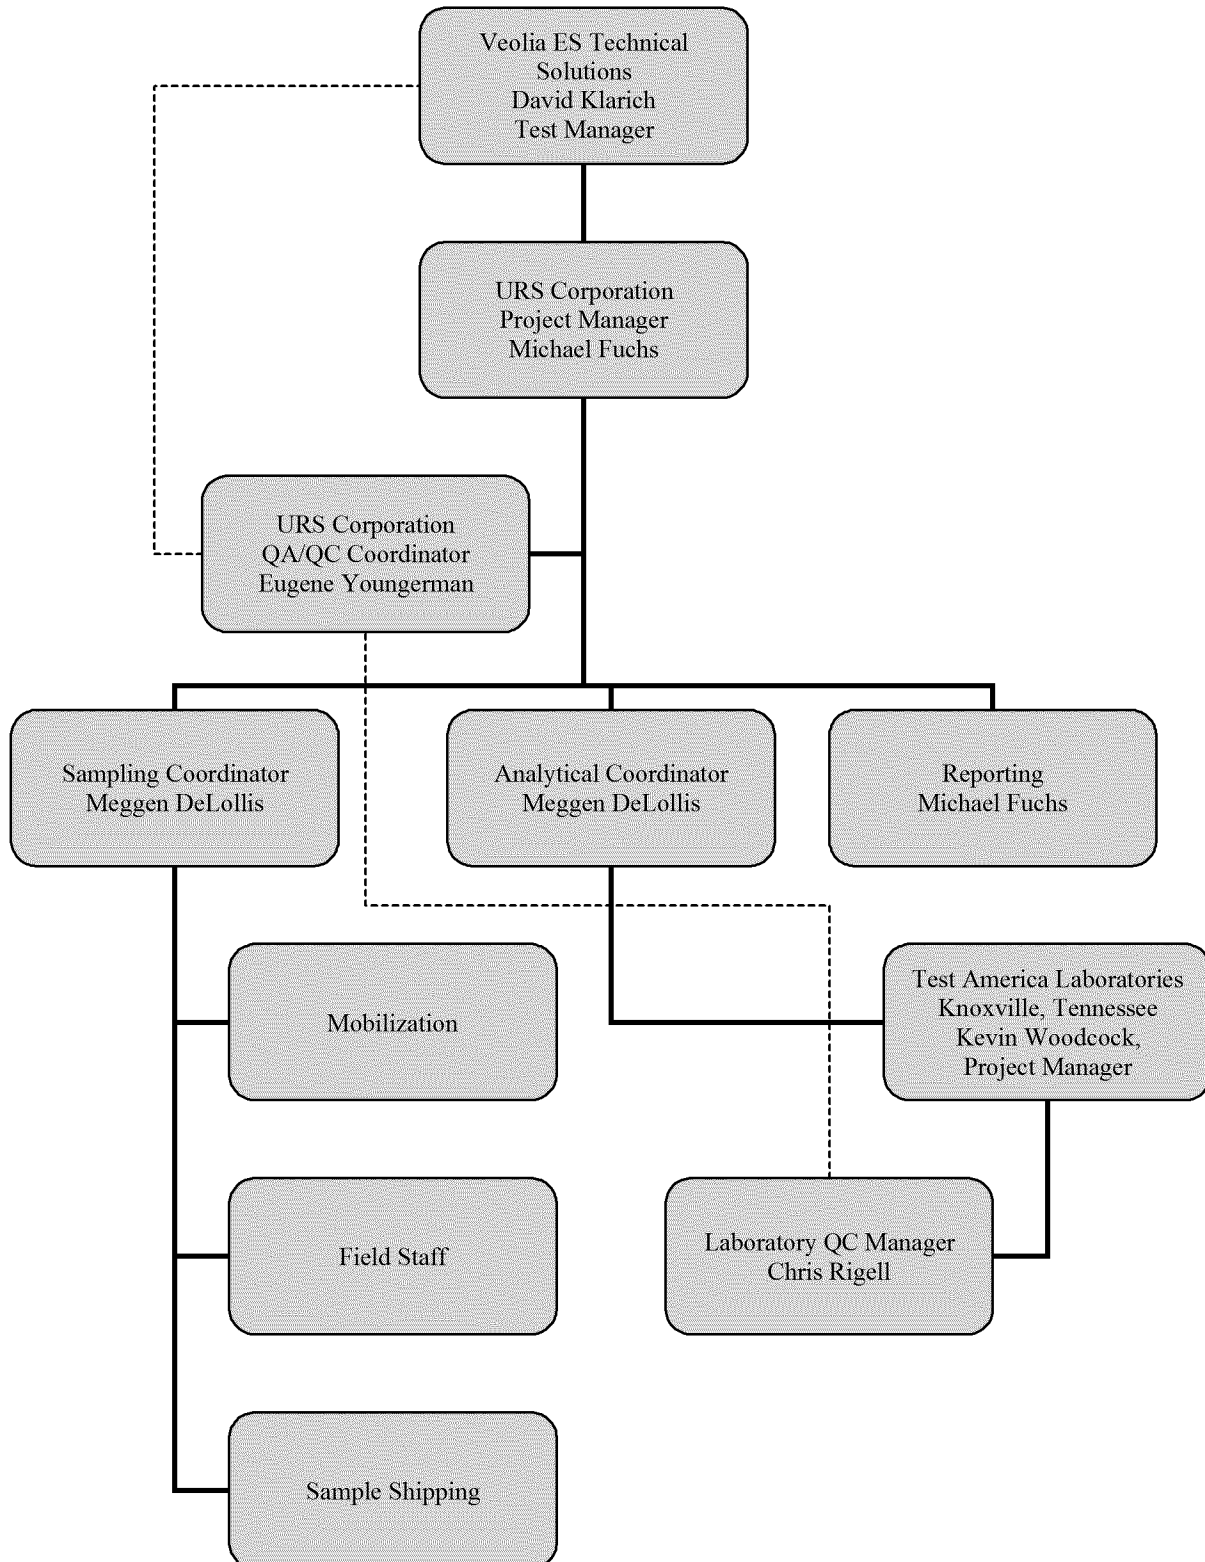 Veolia ES Technical
Solutions
David Klarich
Test Manager
URS Corporation
Project Manager
Michael Fuchs
URS Corporation
QA/QC Coordinator
Eugene Youngerman
Sampling Coordinator
Meggen DeLollis
Analytical Coordinator
Meggen DeLollis
Reporting
Michael Fuchs
Mobilization
Test America Laboratories
Knoxville, Tennessee
Kevin Woodcock,
Project Manager
Field Staff
Laboratory QC Manager
Chris Rigell
Sample Shipping